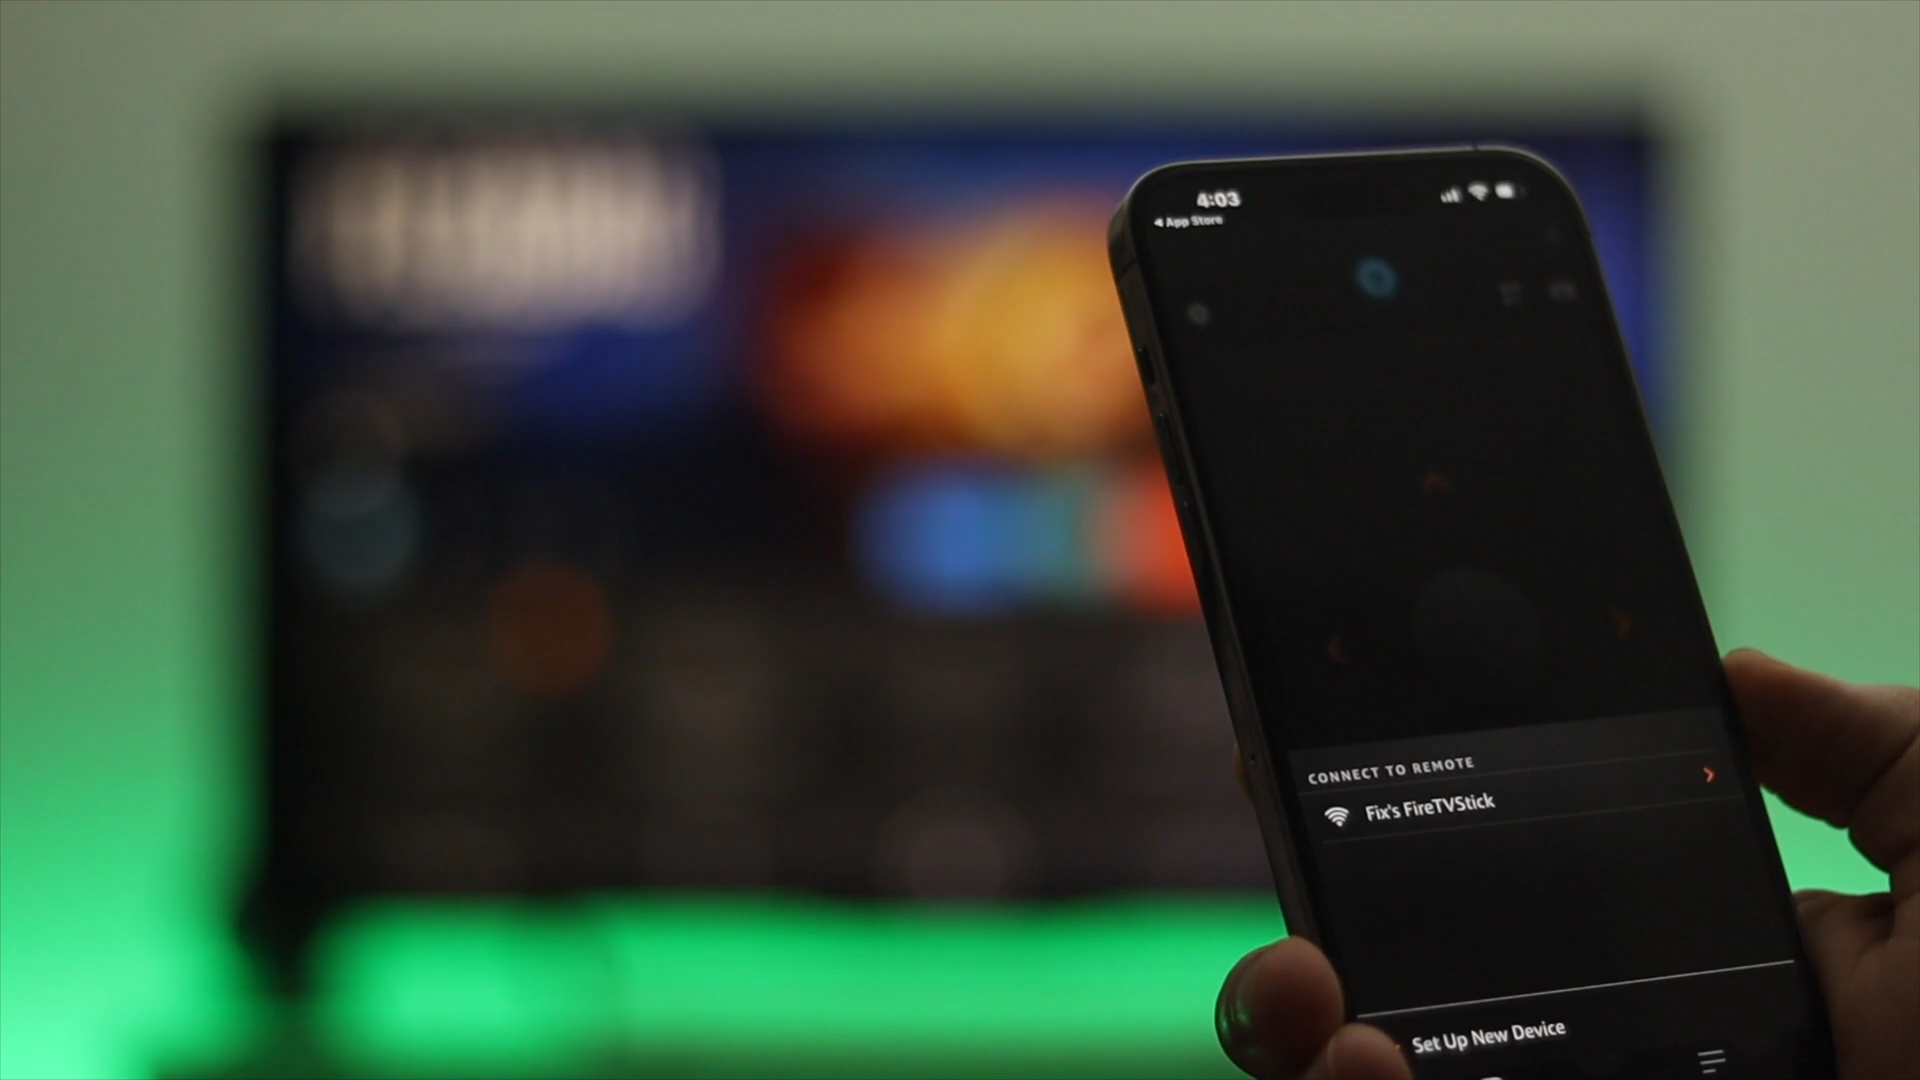 4:03
◀ App Store
CONNECT TO REMOTE
Fix's FireTVStick
Set Up New Device